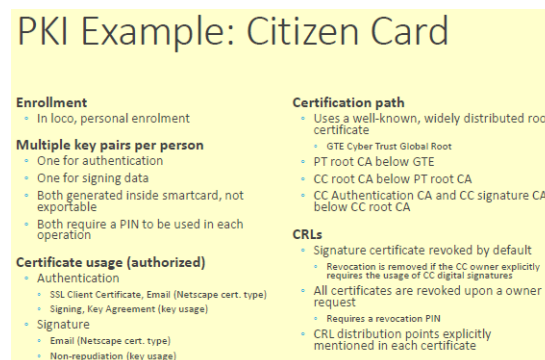 PKI Example: Citizen Card
Enrollment
In loco, personal enrolment
Multiple key pairs per person
One for authentication
One for signing data
Both generated inside smartcard, not
exportable
Both require a PIN to be used in each
operation
Certificate usage (authorized)
Authentication
SSL Client Certificate, Email (Netscape cert. type)
Signing, Key Agreement (key usage)
Signature
Email (Netscape cert. type)
Non-repudiation (key usage)
Certification path
Uses a well-known, widely distributed
certificate
GTE Cyber Trust Global Root
PT root CA below GTE
CC root CA below PT root CA
CC Authentication CA and CC signature CA
below CC root CA
CRLs
Signature certificate revoked by default
Revocation is removed if the CC owner explicitly
requires the usage of CC digital signatures
All certificates are revoked upon a owner
request
Requires a revocation PIN
CRL distribution points explicitly
mentioned in each certificate